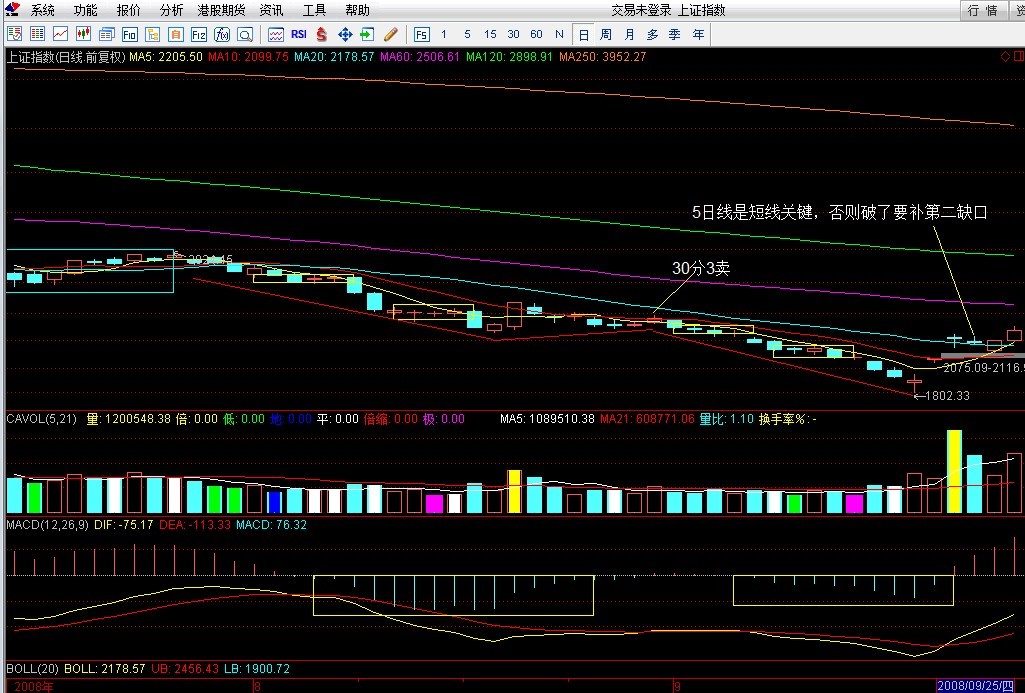 系统 功能 报价 分析 港股期货 资讯 工具 帮助 交易未登录 上证指数 行 情
F10 自 F12 f(x) RSI $ F5 1 5 15 30 60 N 日 周 月 多 季 年
上证指数(日线.前复权) MA5: 2205.50 MA10: 2099.75 MA20: 2178.57 MA60: 2506.61 MA120: 2898.91 MA250: 3952.27
5日线是短线关键，否则破了要补第二缺口
30分3卖
2075.09-2116.9
←1802.33
CAVOL(5,21) 量: 1200548.38 倍: 0.00 低: 0.00 地: 0.00 平: 0.00 倍缩: 0.00 极: 0.00 MA5: 1089510.38 MA21: 608771.06 量比: 1.10 换手率%: -
MACD(12,26,9) DIF: -75.17 DEA: -113.33 MACD: 76.32
BOLL(20) BOLL: 2178.57 UB: 2456.43 LB: 1900.72
2008年 8 9 2008/09/25/四